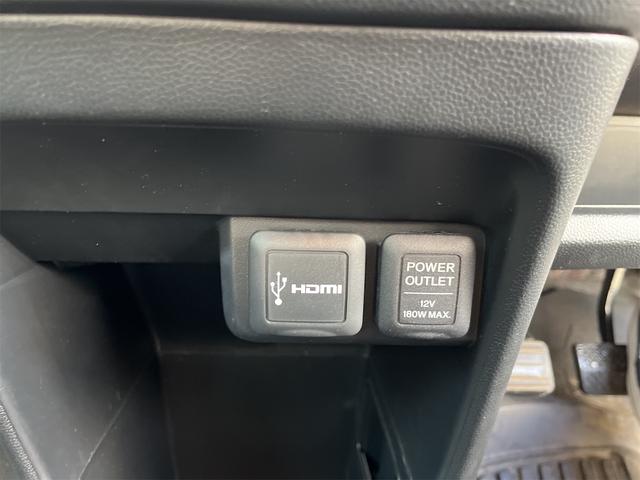 HDMI
POWER
OUTLET
12V
180W MAX.